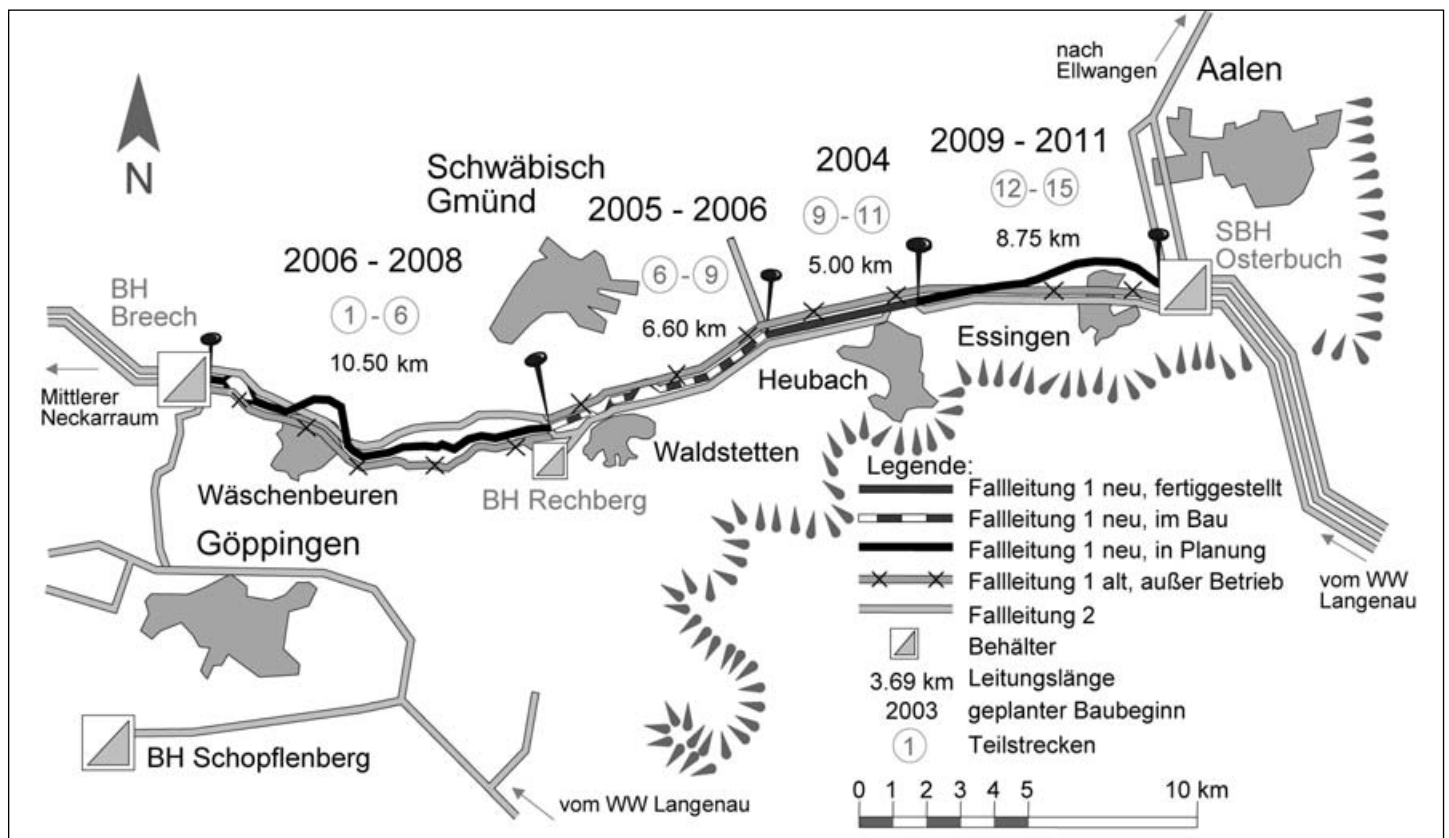 nach
Ellwangen
Aalen
N
Schwäbisch
Gmünd
2004
2009 - 2011
9 - 11
12 - 15
2005 - 2006
5.00 km
8.75 km
SBH
Osterbuch
2006 - 2008
6 - 9
BH
Breech
1 - 6
6.60 km
10.50 km
Essingen
Heubach
Mittlerer
Neckarraum
Waldstetten
Wäschenbeuren
BH Rechberg
Göppingen
BH Schopflenberg
vom WW Langenau
vom WW
Langenau
Legende:
Fallleitung 1 neu, fertiggestellt
Fallleitung 1 neu, im Bau
Fallleitung 1 neu, in Planung
Fallleitung 1 alt, außer Betrieb
Fallleitung 2
Behälter
3.69 km Leitungslänge
2003 geplanter Baubeginn
1 Teilstrecken
0 1 2 3 4 5 10 km